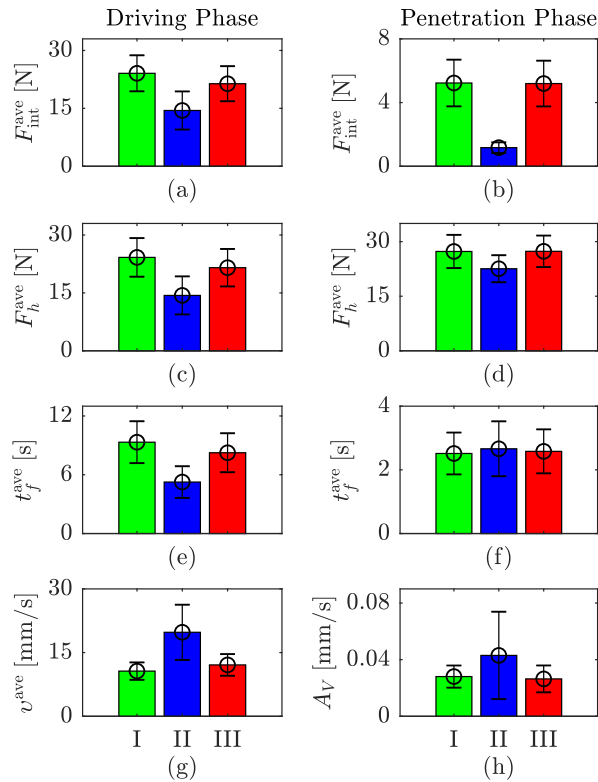 Driving Phase
Penetration Phase
F_int^ave [N]
30
15
0
(a)
F_int^ave [N]
8
4
0
(b)
F_h^ave [N]
30
15
0
(c)
F_h^ave [N]
30
15
0
(d)
t_f^ave [s]
12
6
0
(e)
t_f^ave [s]
4
2
0
(f)
v^ave [mm/s]
30
15
0
I II III
(g)
A_V [mm/s]
0.08
0.04
0
I II III
(h)